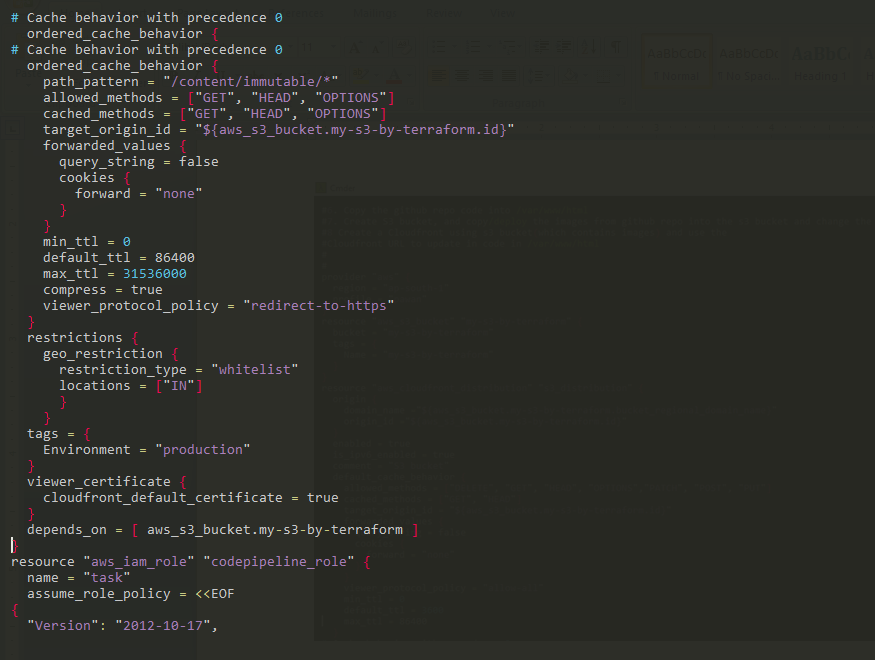 # Cache behavior with precedence 0
  ordered_cache_behavior {
# Cache behavior with precedence 0
  ordered_cache_behavior {
    path_pattern = "/content/immutable/*"
    allowed_methods = ["GET", "HEAD", "OPTIONS"]
    cached_methods = ["GET", "HEAD", "OPTIONS"]
    target_origin_id = "${aws_s3_bucket.my-s3-by-terraform.id}"
    forwarded_values {
      query_string = false
      cookies {
        forward = "none"
      }
    }
    min_ttl = 0
    default_ttl = 86400
    max_ttl = 31536000
    compress = true
    viewer_protocol_policy = "redirect-to-https"
  }
  restrictions {
    geo_restriction {
      restriction_type = "whitelist"
      locations = ["IN"]
      }
    }
  tags = {
    Environment = "production"
  }
  viewer_certificate {
    cloudfront_default_certificate = true
  }
  depends_on = [ aws_s3_bucket.my-s3-by-terraform ]
}
resource "aws_iam_role" "codepipeline_role" {
  name = "task"
  assume_role_policy = <<EOF
{
  "Version": "2012-10-17",